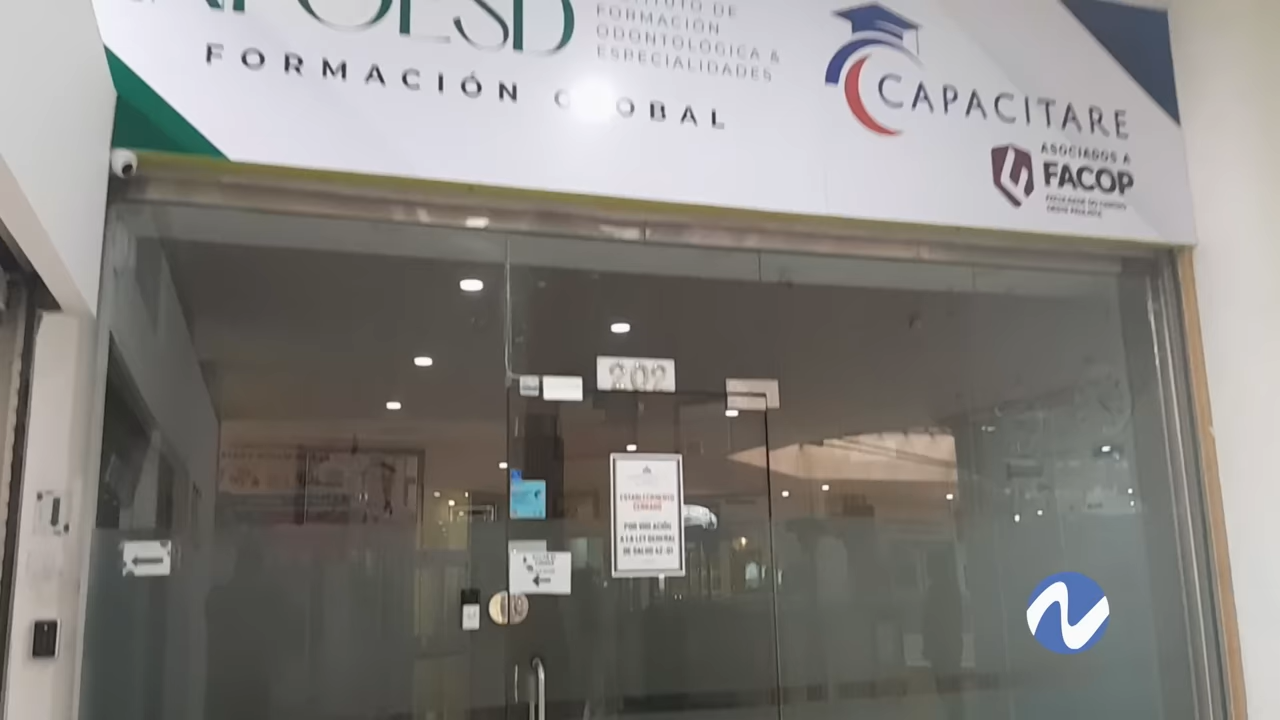 INSTITUTO DE
FORMACIÓN
ODONTOLÓGICA &
ESPECIALIDADES
FORMACIÓN GLOBAL
CAPACITARE
ASOCIADOS A
FACOP
202
ESTABLECIMIENTO
CERRADO
POR VIOLACIÓN
A LA LEY GENERAL
DE SALUD 42-01